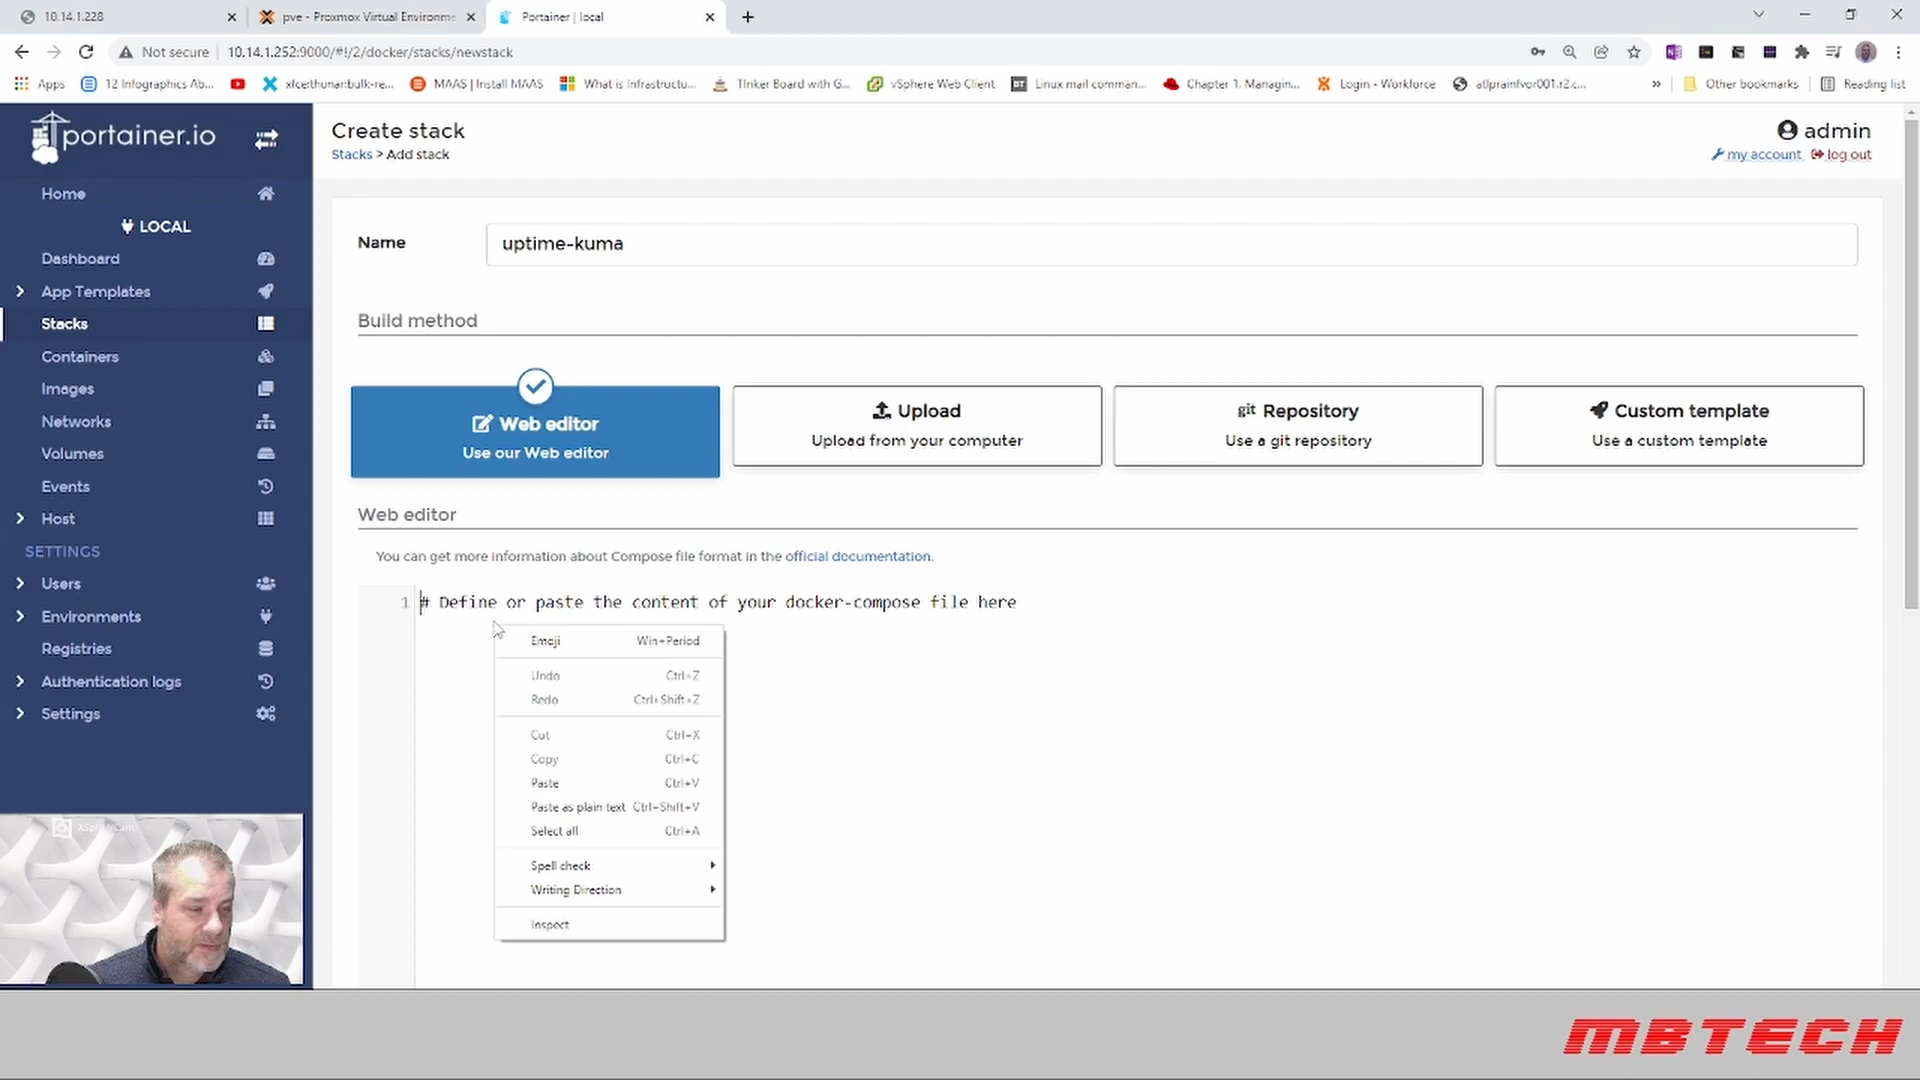 10.14.1.228
pve - Proxmox Virtual Environme
Portainer | local
Not secure
10.14.1.252:9000/#!/2/docker/stacks/newstack
Apps
12 Infographics Ab...
xfcethunar:bulk-re...
MAAS | Install MAAS
What is Infrastructu...
TInker Board with G...
vSphere Web Client
Linux mail comman...
Chapter 1. Managin...
Login - Workforce
atlprainfvor001.r2.c...
»
Other bookmarks
Reading list
portainer.io
Home
LOCAL
Dashboard
App Templates
Stacks
Containers
Images
Networks
Volumes
Events
Host
SETTINGS
Users
Environments
Registries
Authentication logs
Settings
Create stack
Stacks > Add stack
admin
my account log out
Name
uptime-kuma
Build method
Web editor
Use our Web editor
Upload
Upload from your computer
git Repository
Use a git repository
Custom template
Use a custom template
Web editor
You can get more information about Compose file format in the official documentation.
1 # Define or paste the content of your docker-compose file here
Emoji Win+Period
Undo Ctrl+Z
Redo Ctrl+Shift+Z
Cut Ctrl+X
Copy Ctrl+C
Paste Ctrl+V
Paste as plain text Ctrl+Shift+V
Select all Ctrl+A
Spell check
Writing Direction
Inspect
XSplit VCam
MBTECH